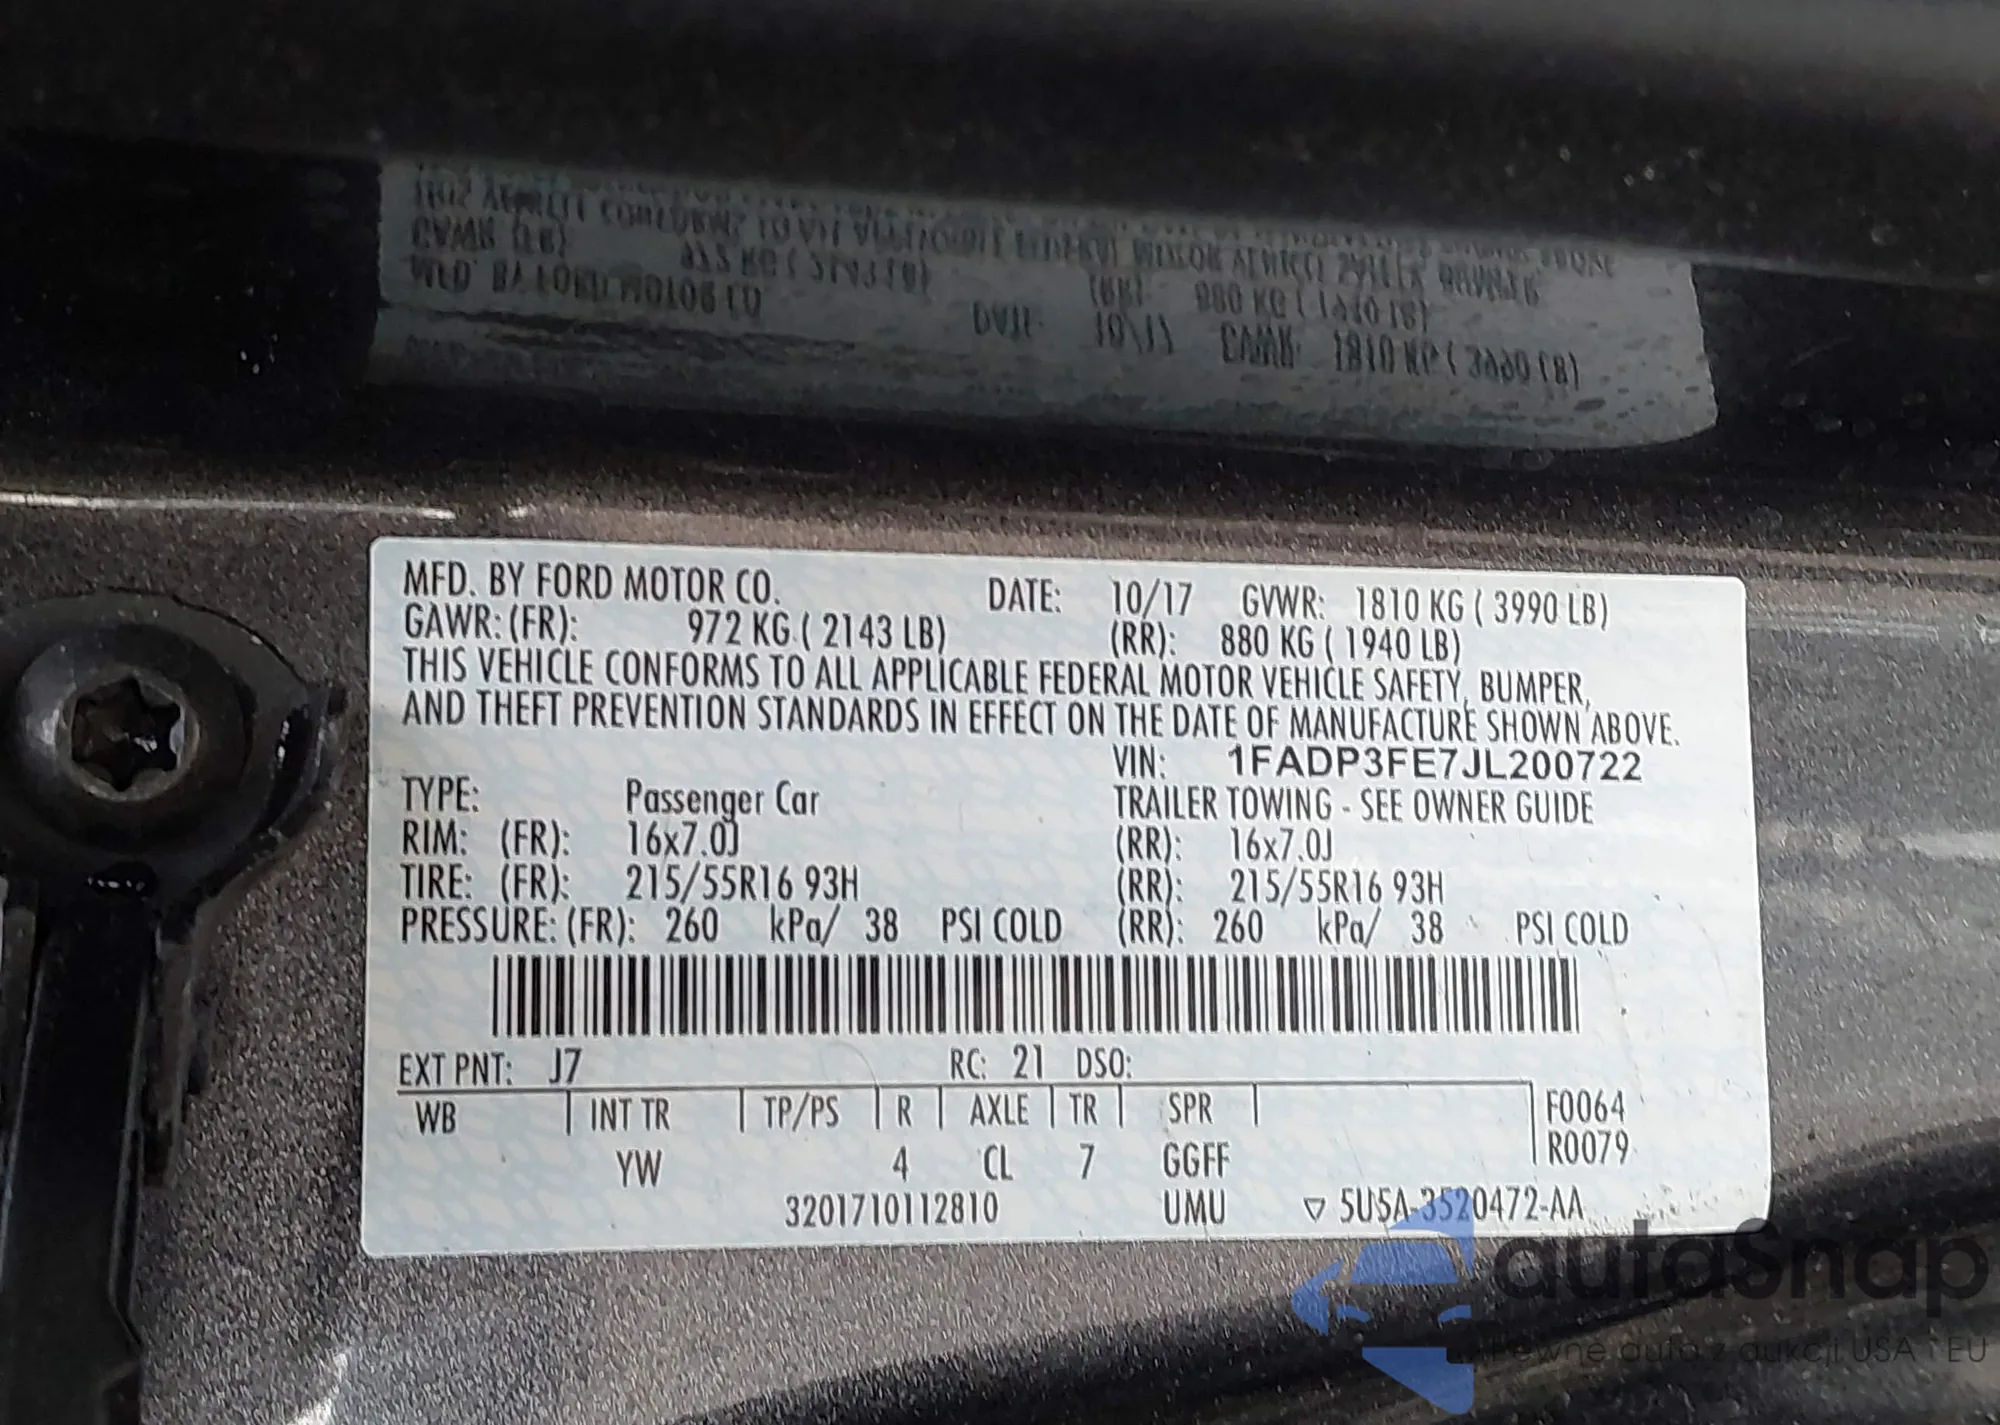 MFD. BY FORD MOTOR CO. DATE: 10/17 GVWR: 1810 KG ( 3990 LB)
GAWR: (FR): 972 KG ( 2143 LB) (RR): 880 KG ( 1940 LB)
THIS VEHICLE CONFORMS TO ALL APPLICABLE FEDERAL MOTOR VEHICLE SAFETY, BUMPER,
AND THEFT PREVENTION STANDARDS IN EFFECT ON THE DATE OF MANUFACTURE SHOWN ABOVE.
VIN: 1FADP3FE7JL200722
TYPE: Passenger Car TRAILER TOWING - SEE OWNER GUIDE
RIM: (FR): 16x7.0J (RR): 16x7.0J
TIRE: (FR): 215/55R16 93H (RR): 215/55R16 93H
PRESSURE: (FR): 260 kPa/ 38 PSI COLD (RR): 260 kPa/ 38 PSI COLD
EXT PNT: J7 RC: 21 DSO:
WB INT TR TP/PS R AXLE TR SPR F0064
R0079
YW 4 CL 7 GGFF
3201710112810 UMU ▽ 5U5A-3520472-AA
autoSnap
Pewne auta z aukcji USA i EU